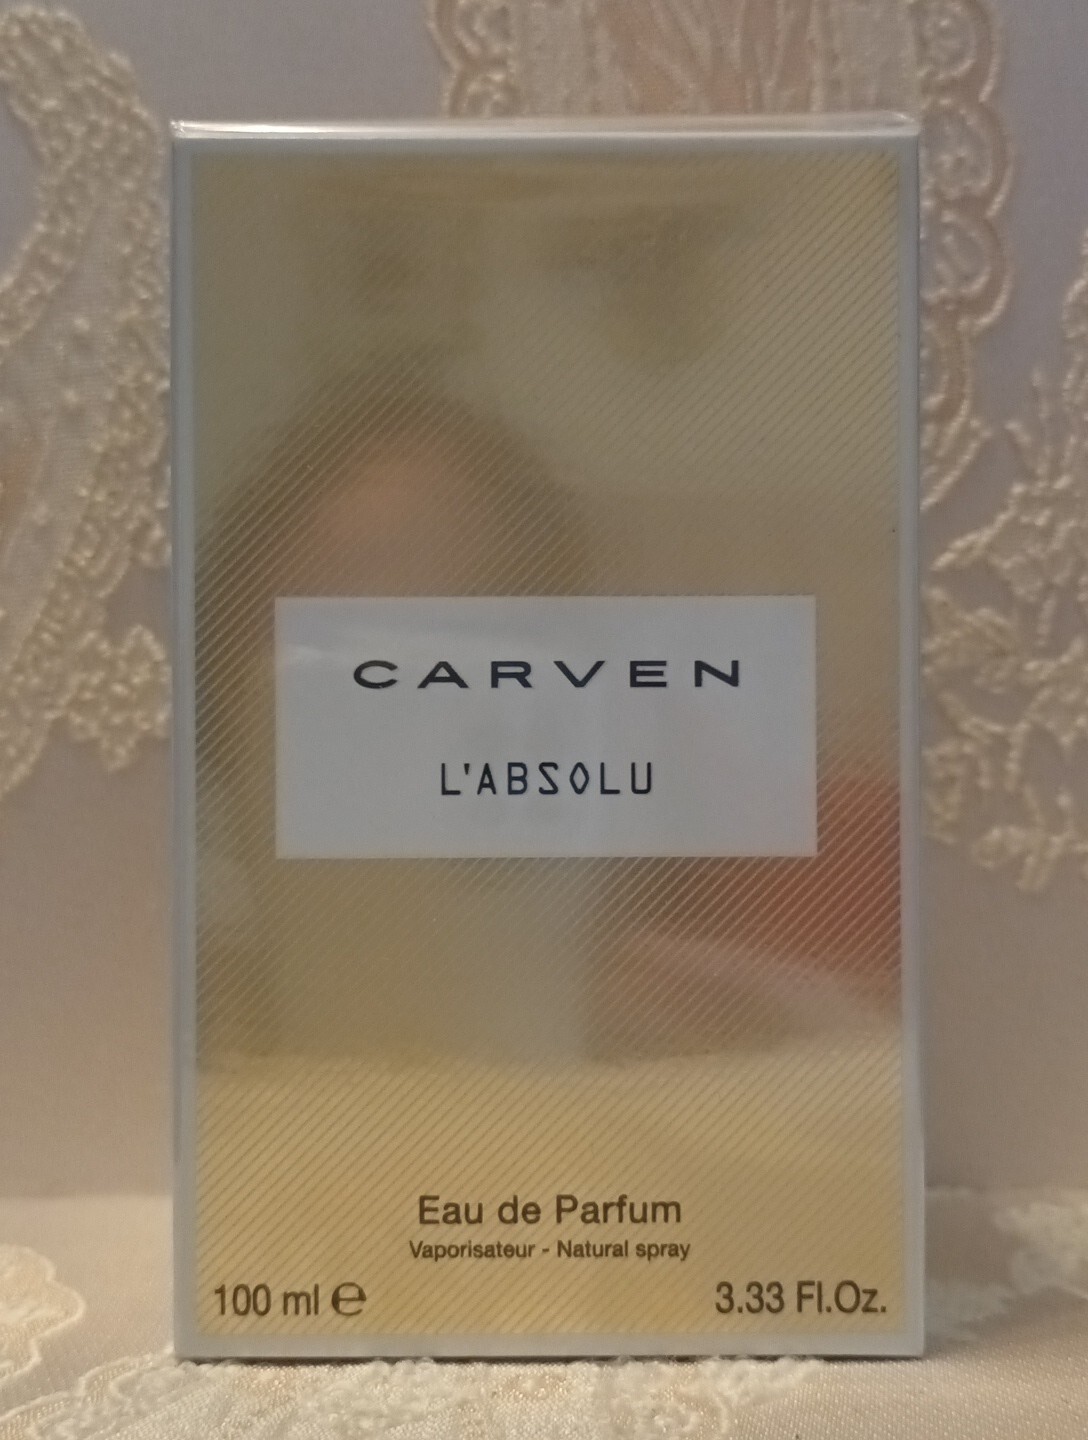 CARVEN
L'ABSOLU
Eau de Parfum
Vaporisateur - Natural spray
100 ml ℮
3.33 Fl.Oz.